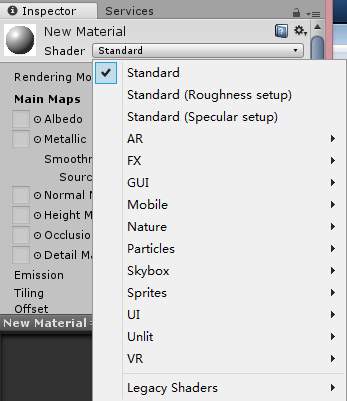 Inspector Services
New Material
Shader Standard
Standard
Standard (Roughness setup)
Standard (Specular setup)
AR
FX
GUI
Mobile
Nature
Particles
Skybox
Sprites
UI
Unlit
VR
Legacy Shaders
Rendering Mo
Main Maps
Albedo
Metallic
Smoothn
Sourc
Normal M
Height M
Occlusio
Detail Ma
Emission
Tiling
Offset
New Material